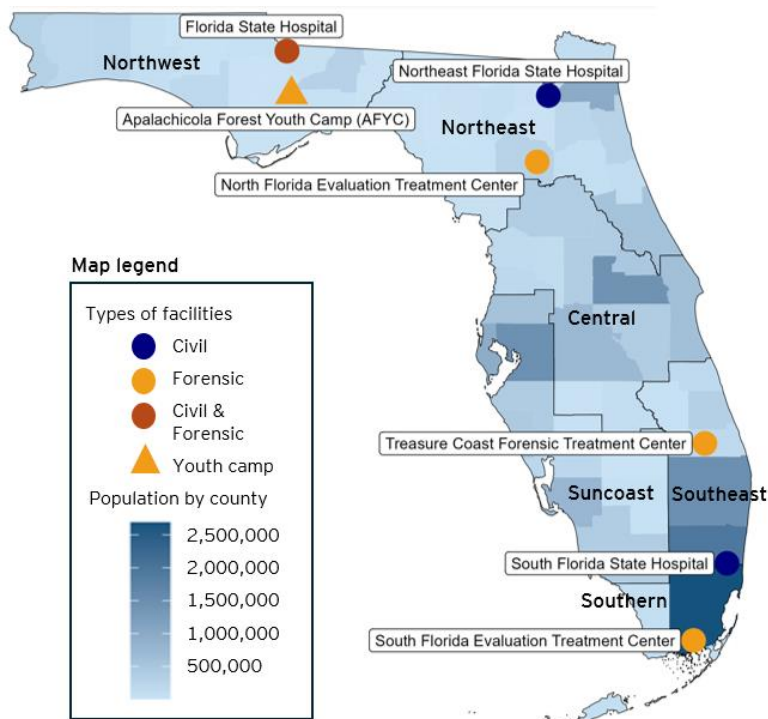 Florida State Hospital
Northwest
Northeast Florida State Hospital
Apalachicola Forest Youth Camp (AFYC)
Northeast
North Florida Evaluation Treatment Center
Map legend
Types of facilities
Civil
Forensic
Civil &
Forensic
Youth camp
Population by county
2,500,000
2,000,000
1,500,000
1,000,000
500,000
Central
Treasure Coast Forensic Treatment Center
Suncoast
Southeast
South Florida State Hospital
Southern
South Florida Evaluation Treatment Center